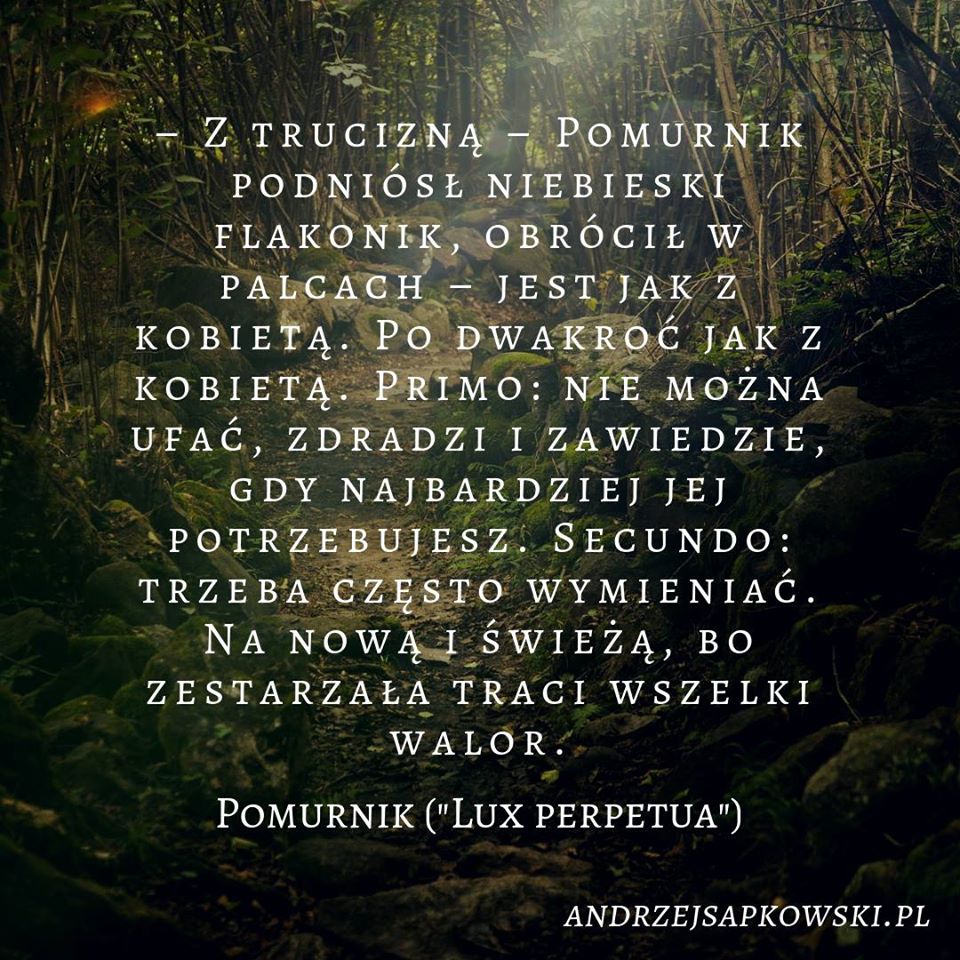 – Z TRUCIZNĄ – POMURNIK
PODNIÓSŁ NIEBIESKI
FLAKONIK, OBRÓCIŁ W
PALCACH – JEST JAK Z
KOBIETĄ. PO DWAKROĆ JAK Z
KOBIETĄ. PRIMO: NIE MOŻNA
UFAĆ, ZDRADZI I ZAWIEDZIE,
GDY NAJBARDZIEJ JEJ
POTRZEBUJESZ. SECUNDO:
TRZEBA CZĘSTO WYMIENIAĆ.
NA NOWĄ I ŚWIEŻĄ, BO
ZESTARZAŁA TRACI WSZELKI
WALOR.
POMURNIK ("LUX PERPETUA")
ANDRZEJSAPKOWSKI.PL